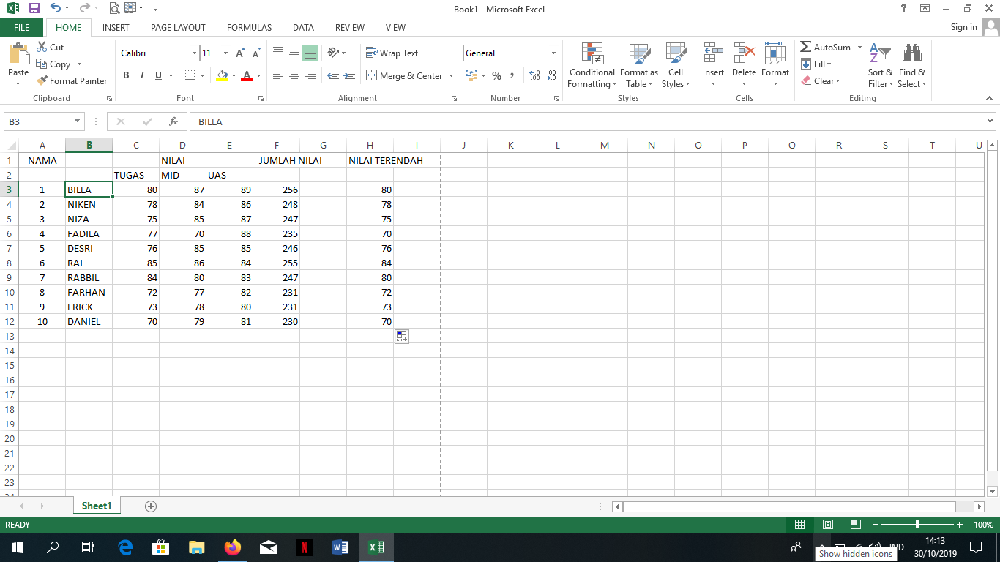 Book1 - Microsoft Excel
FILE HOME INSERT PAGE LAYOUT FORMULAS DATA REVIEW VIEW Sign in
Paste Cut Copy Format Painter
Clipboard
Calibri 11
B I U A
Font
Wrap Text
Merge & Center
Alignment
General
% , .00 .0
Number
Conditional Formatting Format as Table Cell Styles
Styles
Insert Delete Format
Cells
AutoSum
Fill
Clear
Sort & Filter Find & Select
Editing
B3 fx BILLA
A B C D E F G H I J K L M N O P Q R S T U
1 NAMA NILAI JUMLAH NILAI NILAI TERENDAH
2 TUGAS MID UAS
3 1 BILLA 80 87 89 256 80
4 2 NIKEN 78 84 86 248 78
5 3 NIZA 75 85 87 247 75
6 4 FADILA 77 70 88 235 70
7 5 DESRI 76 85 85 246 76
8 6 RAI 85 86 84 255 84
9 7 RABBIL 84 80 83 247 80
10 8 FARHAN 72 77 82 231 72
11 9 ERICK 73 78 80 231 73
12 10 DANIEL 70 79 81 230 70
13
14
15
16
17
18
19
20
21
22
23
Sheet1
READY 100%
14:13
30/10/2019
Show hidden icons